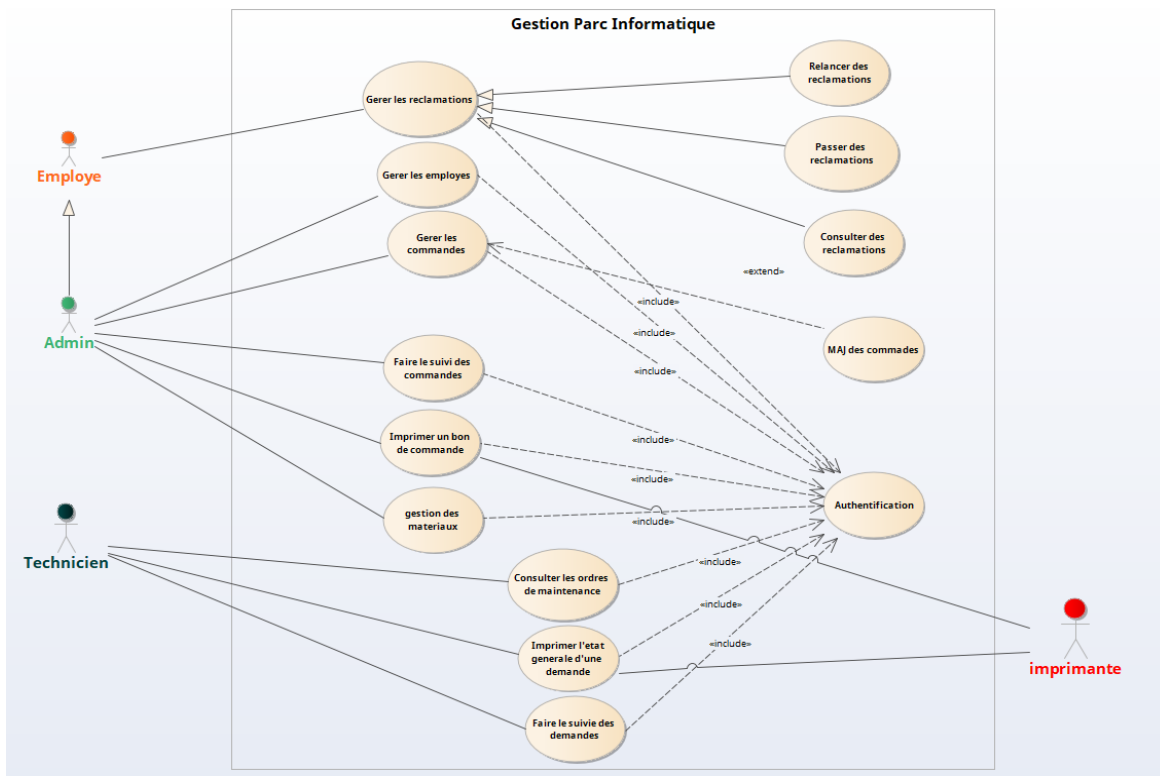 Gestion Parc Informatique
Relancer des
reclamations
Gerer les reclamations
Passer des
reclamations
Employe
Gerer les employes
Gerer les
commandes
Consulter des
reclamations
«extend»
«include»
«include»
Admin
MAJ des commades
«include»
Faire le suivi des
commandes
«include»
Imprimer un bon
de commande
«include»
Authentification
gestion des
materiaux
«include»
Technicien
Consulter les ordres
de maintenance
«include»
«include»
Imprimer l'etat
generale d'une
demande
«include»
imprimante
Faire le suivie des
demandes